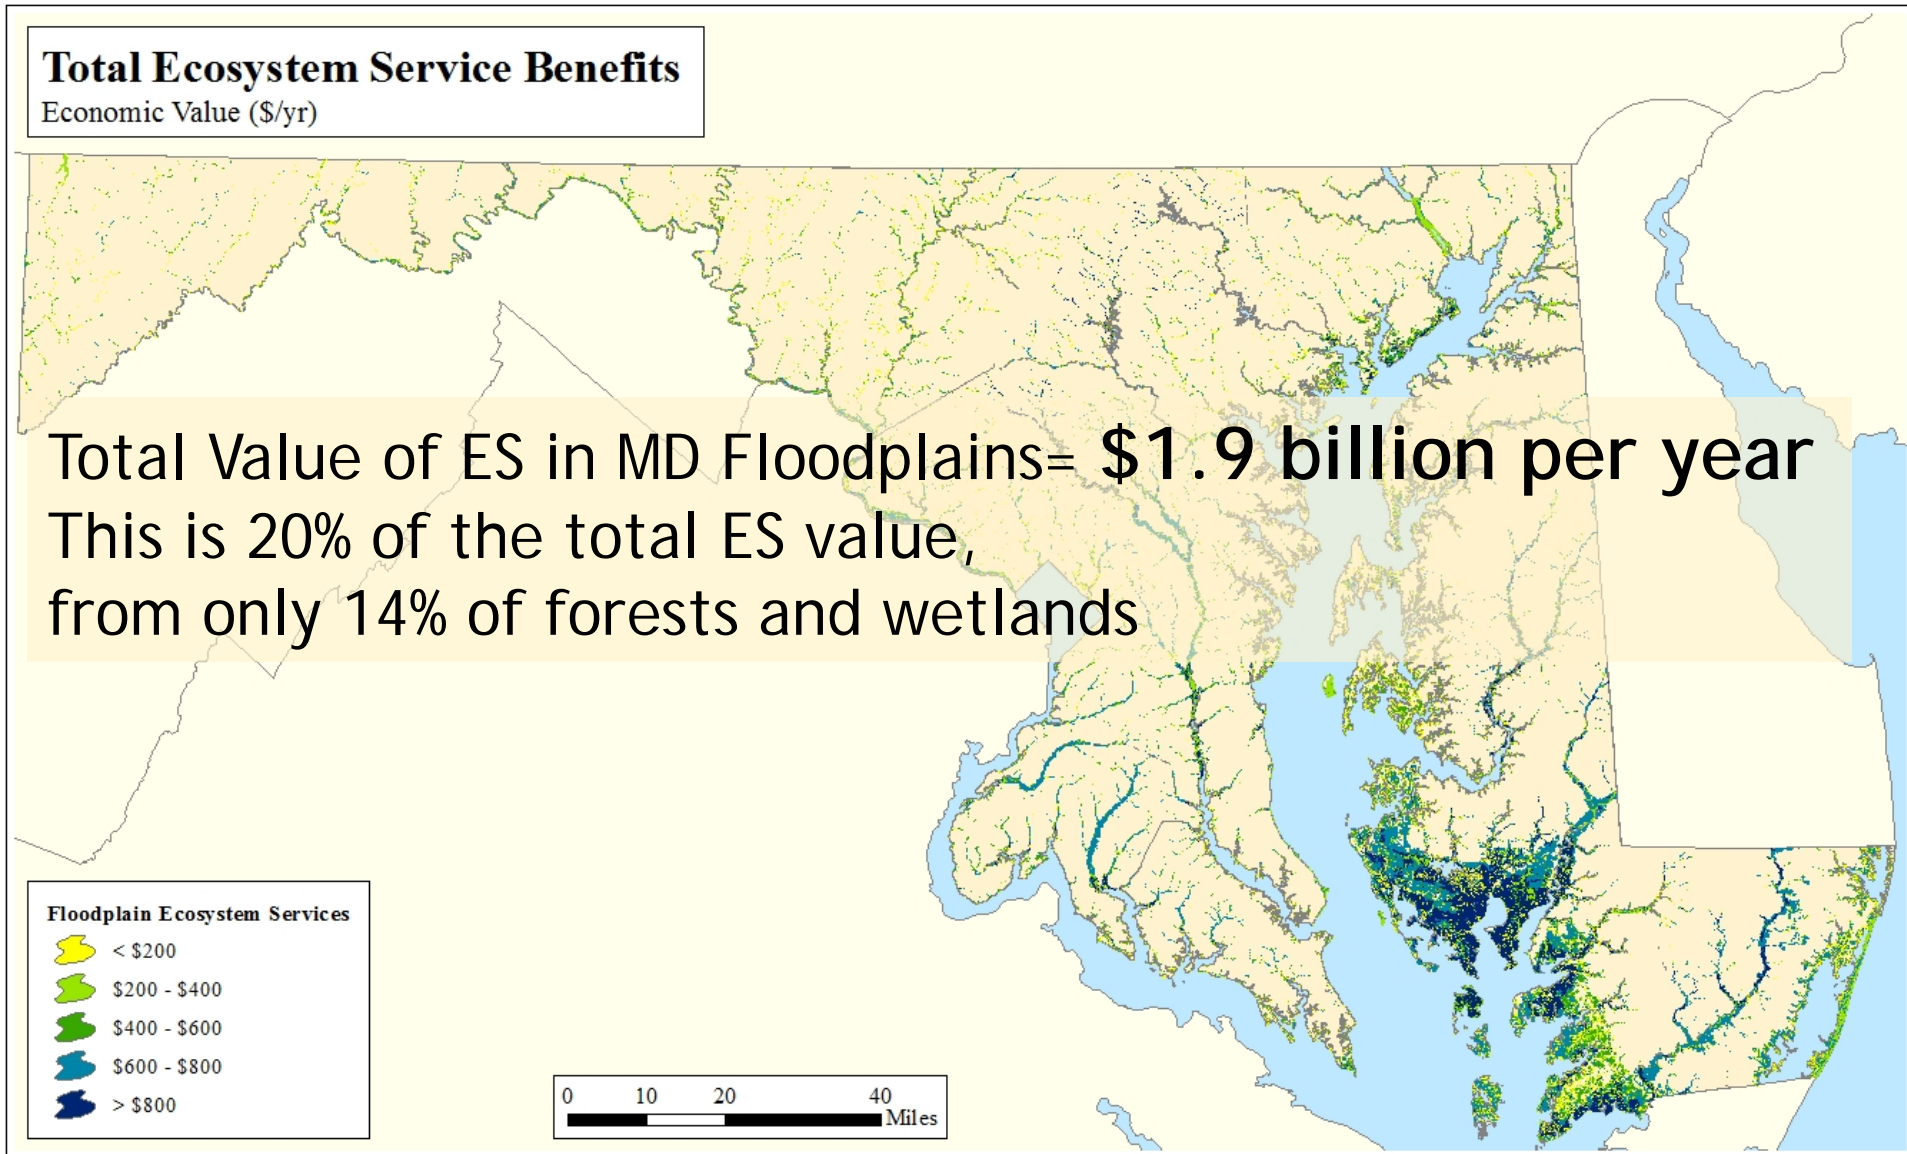 Total Ecosystem Service Benefits
Economic Value ($/yr)
Total Value of ES in MD Floodplains= $1.9 billion per year
This is 20% of the total ES value,
from only 14% of forests and wetlands
Floodplain Ecosystem Services
< $200
$200 - $400
$400 - $600
$600 - $800
> $800
0 10 20 40
Miles